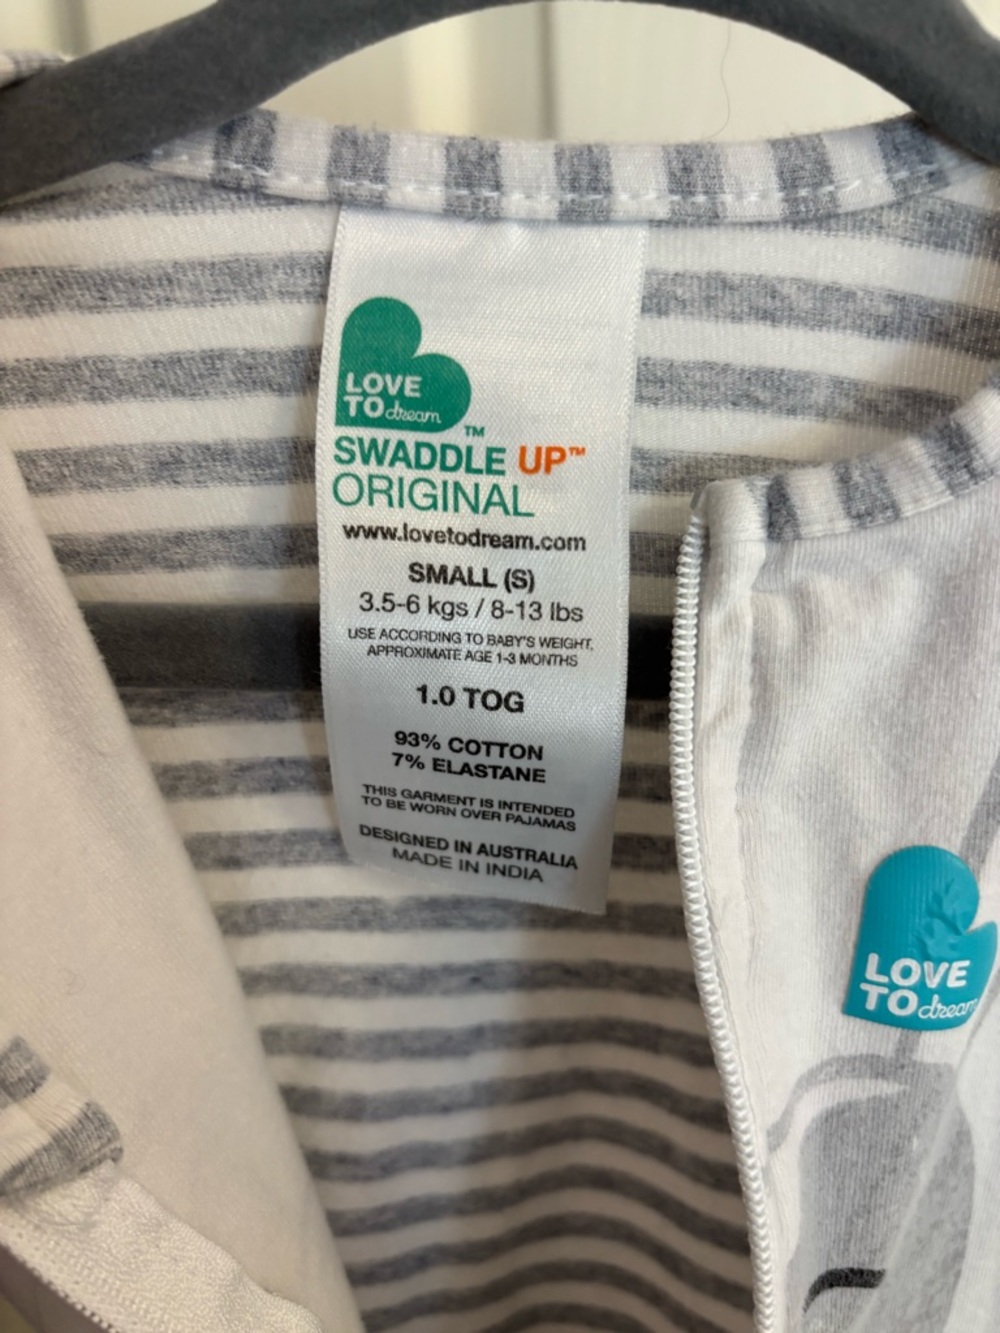 LOVE
TO dream
™
SWADDLE UP™
ORIGINAL
www.lovetodream.com
SMALL (S)
3.5-6 kgs / 8-13 lbs
USE ACCORDING TO BABY'S WEIGHT,
APPROXIMATE AGE 1-3 MONTHS
1.0 TOG
93% COTTON
7% ELASTANE
THIS GARMENT IS INTENDED
TO BE WORN OVER PAJAMAS
DESIGNED IN AUSTRALIA
MADE IN INDIA
LOVE
TO dream